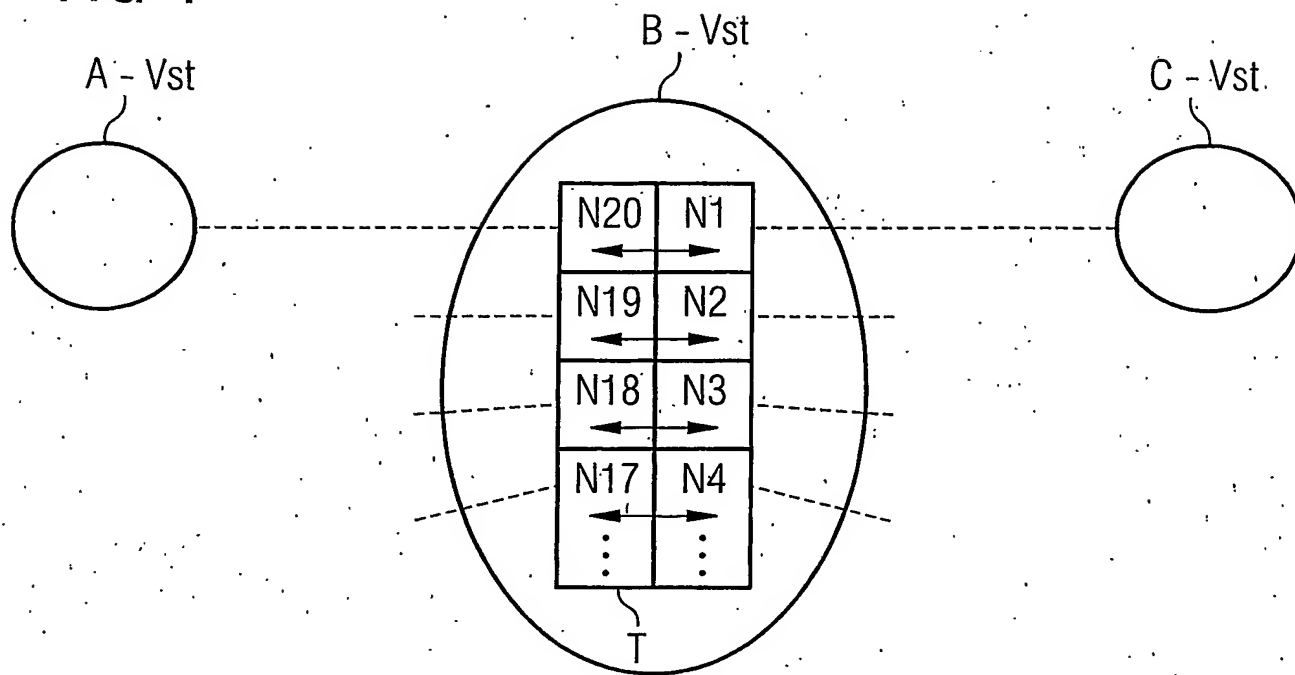 B - Vst
A - Vst
C - Vst
N20 N1
N19 N2
N18 N3
N17 N4
T